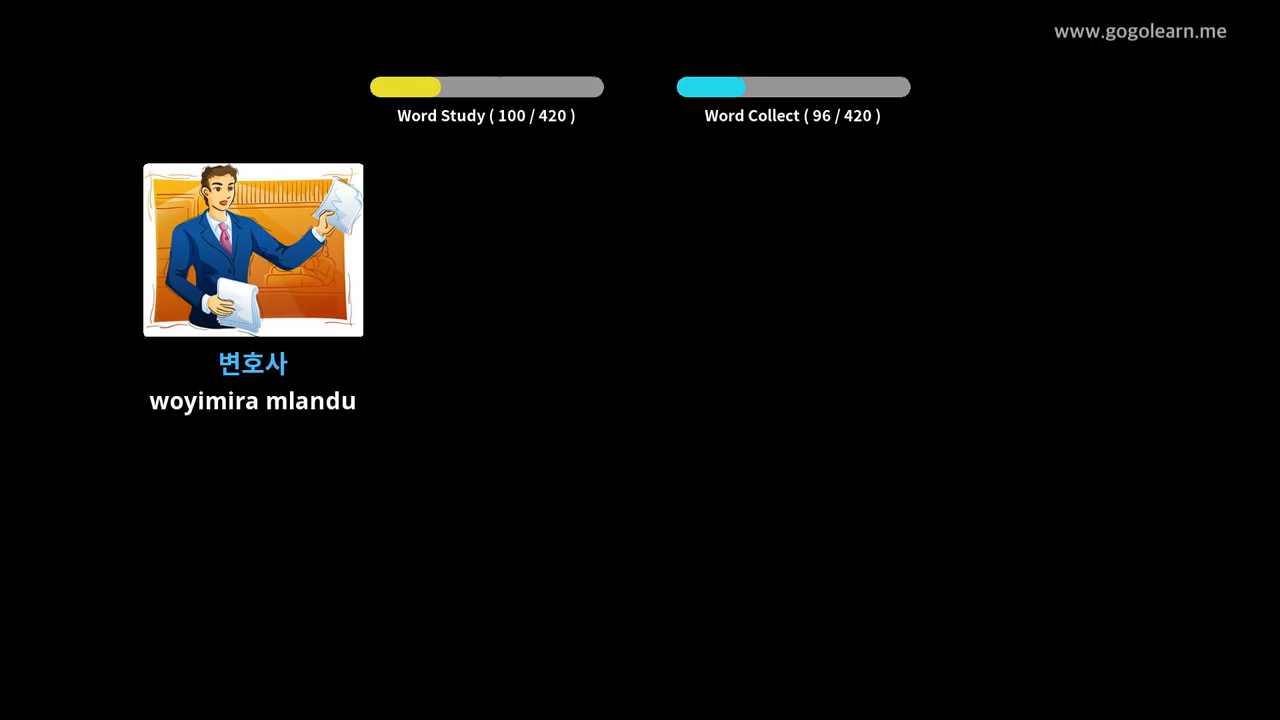 www.gogolearn.me
Word Study ( 100 / 420 )
Word Collect ( 96 / 420 )
변호사
woyimira mlandu